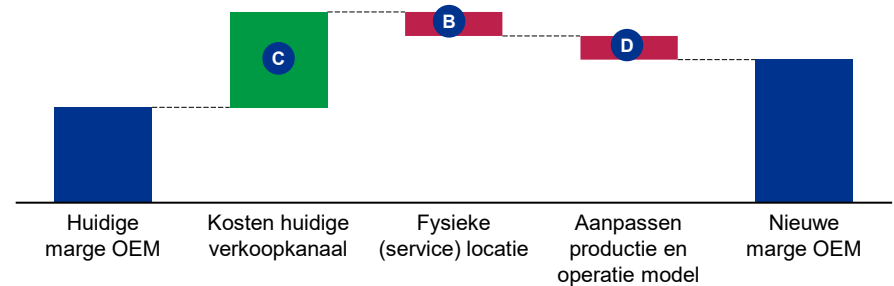 C
B
D
Huidige
marge OEM
Kosten huidige
verkoopkanaal
Fysieke
(service) locatie
Aanpassen
productie en
operatie model
Nieuwe
marge OEM